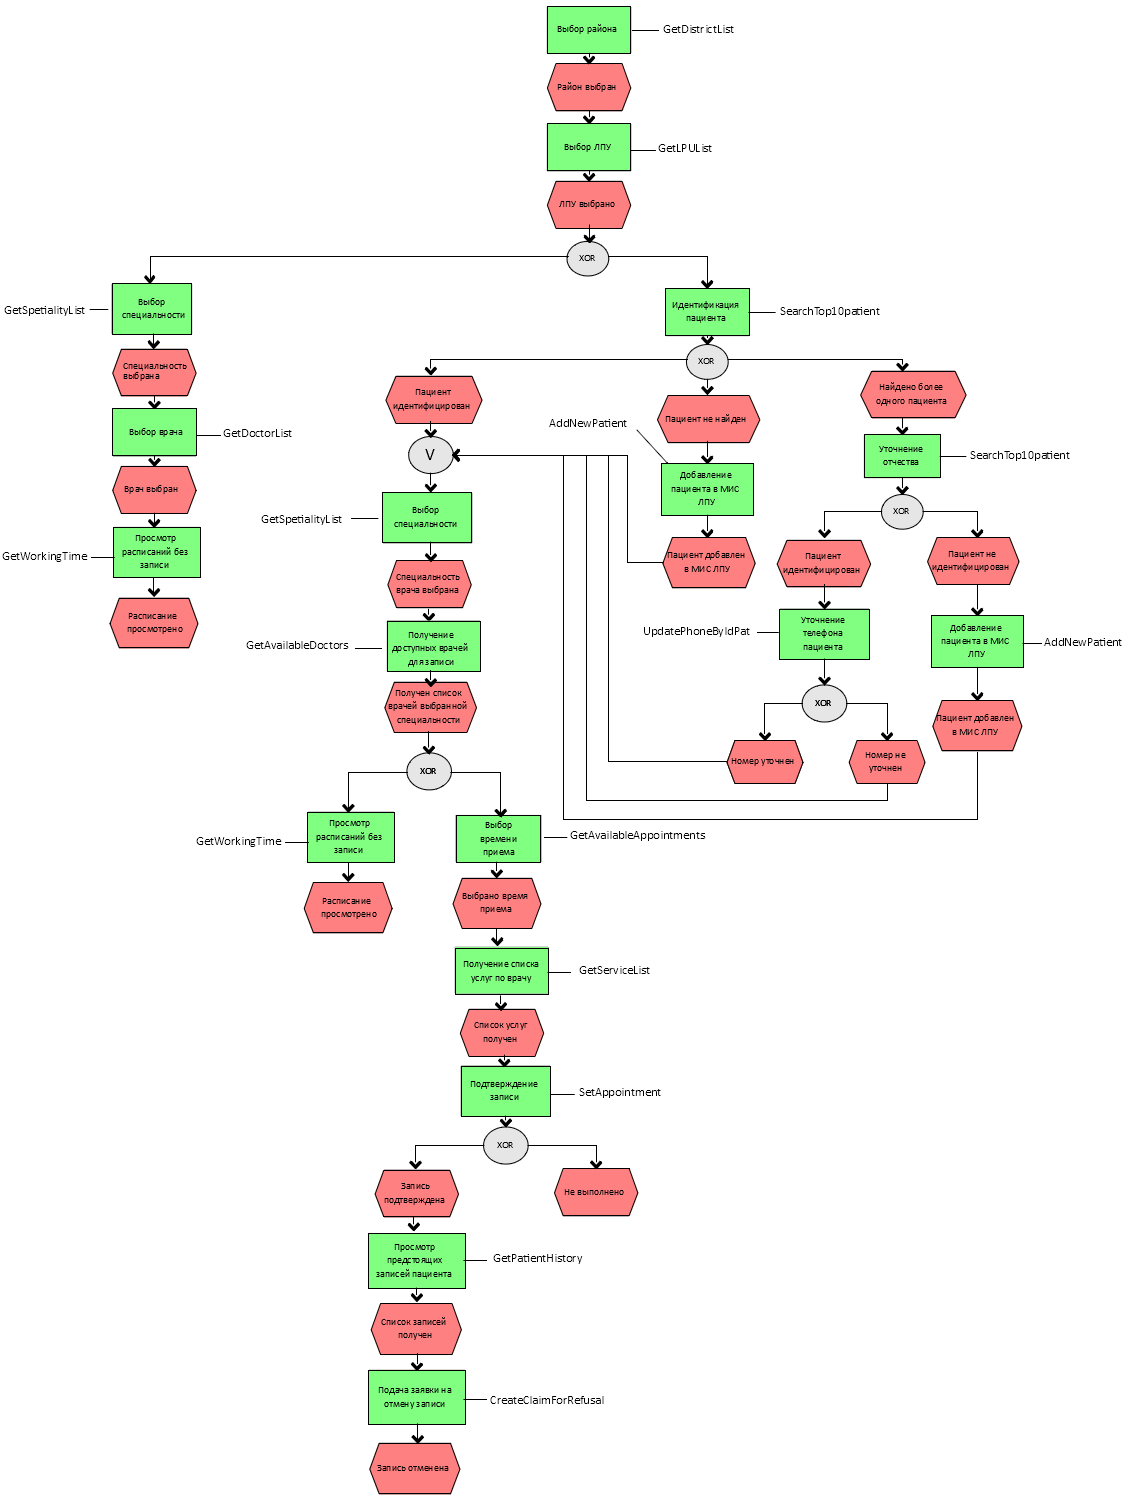 Выбор района
GetDistrictList
Район выбран
Выбор ЛПУ
GetLPUList
ЛПУ выбрано
XOR
GetSpetialityList
Выбор
специальности
Специальность
выбрана
Выбор врача
GetDoctorList
Врач выбран
GetWorkingTime
Просмотр
расписаний без
записи
Расписание
просмотрено
Идентификация
пациента
SearchTop10patient
XOR
Пациент
идентифицирован
V
Пациент не найден
AddNewPatient
Добавление
пациента в МИС
ЛПУ
Пациент добавлен
в МИС ЛПУ
Найдено более
одного пациента
Уточнение
отчества
SearchTop10patient
XOR
Пациент
идентифицирован
UpdatePhoneByIdPat
Уточнение
телефона
пациента
XOR
Номер уточнен
Номер не
уточнен
Пациент не
идентифицирован
Добавление
пациента в МИС
ЛПУ
AddNewPatient
Пациент добавлен
в МИС ЛПУ
GetSpetialityList
Выбор
специальности
Специальность
врача выбрана
GetAvailableDoctors
Получение
доступных врачей
для записи
Получен список
врачей выбранной
специальности
XOR
GetWorkingTime
Просмотр
расписаний без
записи
Расписание
просмотрено
Выбор
времени
приема
GetAvailableAppointments
Выбрано время
приема
Получение списка
услуг по врачу
GetServiceList
Список услуг
получен
Подтверждение
записи
SetAppointment
XOR
Запись
подтверждена
Не выполнено
Просмотр
предстоящих
записей пациента
GetPatientHistory
Список записей
получен
Подача заявки на
отмену записи
CreateClaimForRefusal
Запись отменена